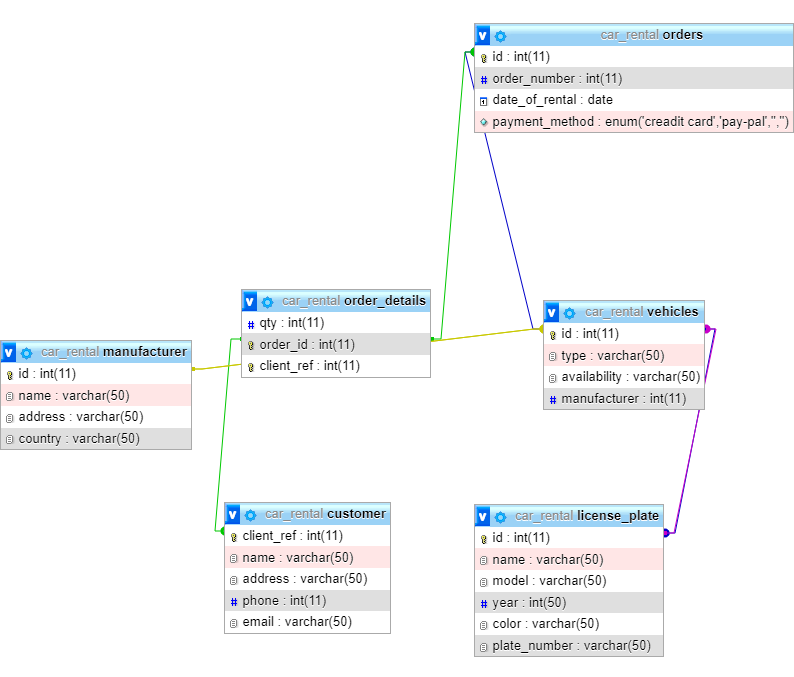 v car_rental orders
id : int(11)
order_number : int(11)
date_of_rental : date
payment_method : enum('creadit card','pay-pal','','')
v car_rental order_details
qty : int(11)
order_id : int(11)
client_ref : int(11)
v car_rental vehicles
id : int(11)
type : varchar(50)
availability : varchar(50)
manufacturer : int(11)
v car_rental manufacturer
id : int(11)
name : varchar(50)
address : varchar(50)
country : varchar(50)
v car_rental customer
client_ref : int(11)
name : varchar(50)
address : varchar(50)
phone : int(11)
email : varchar(50)
v car_rental license_plate
id : int(11)
name : varchar(50)
model : varchar(50)
year : int(50)
color : varchar(50)
plate_number : varchar(50)